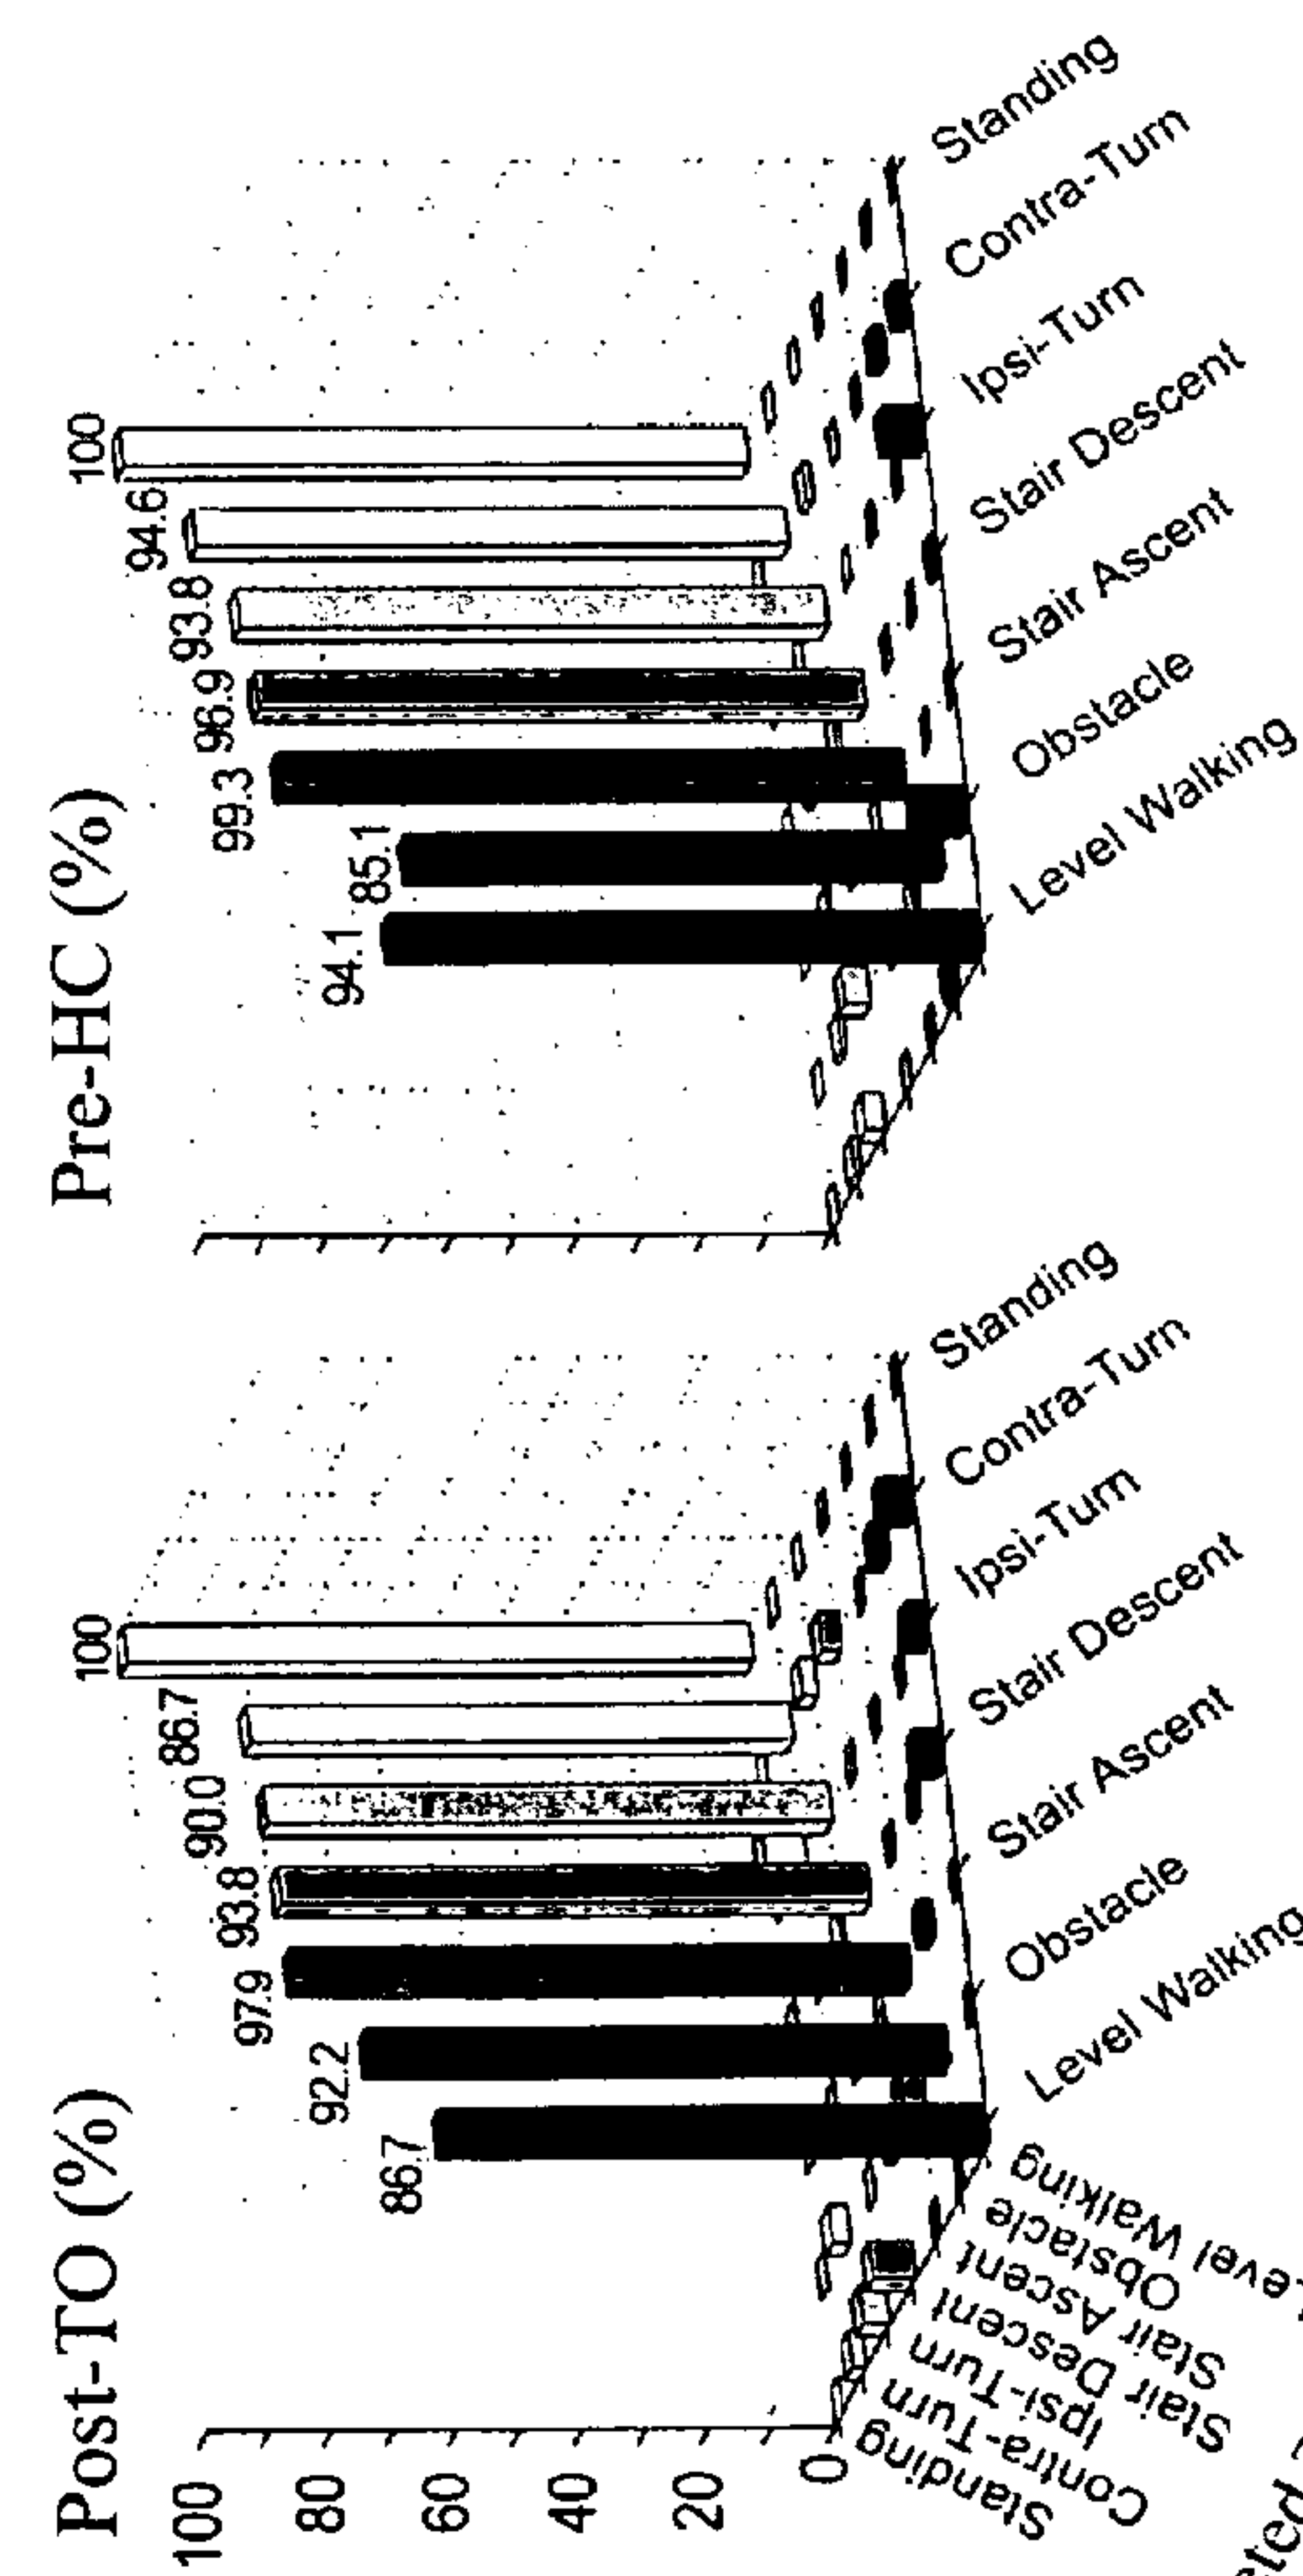 Post-TO (%)
100
80
60
40
20
0
86.7
92.2
97.9
93.8
90.0
86.7
100
Standing
Contra-Turn
Ipsi-Turn
Stair Descent
Stair Ascent
Obstacle
Level Walking
Level Walking
Obstacle
Stair Ascent
Stair Descent
Ipsi-Turn
Contra-Turn
Standing
Pre-HC (%)
94.1
85.1
99.3
96.9
93.8
94.6
100
Level Walking
Obstacle
Stair Ascent
Stair Descent
Ipsi-Turn
Contra-Turn
Standing